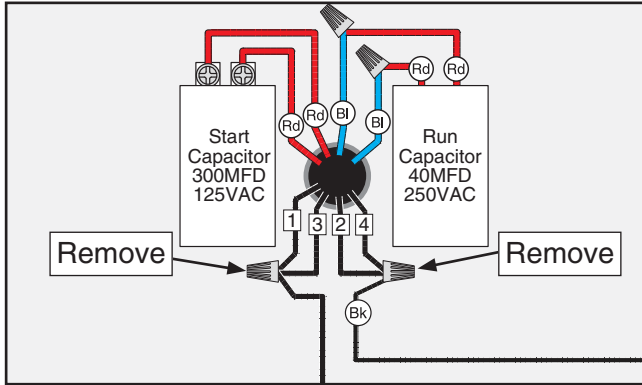 Rd
Rd
Rd
Rd
Bl
Bl
Start
Capacitor
300MFD
125VAC
Run
Capacitor
40MFD
250VAC
1
3
2
4
Remove
Remove
Bk